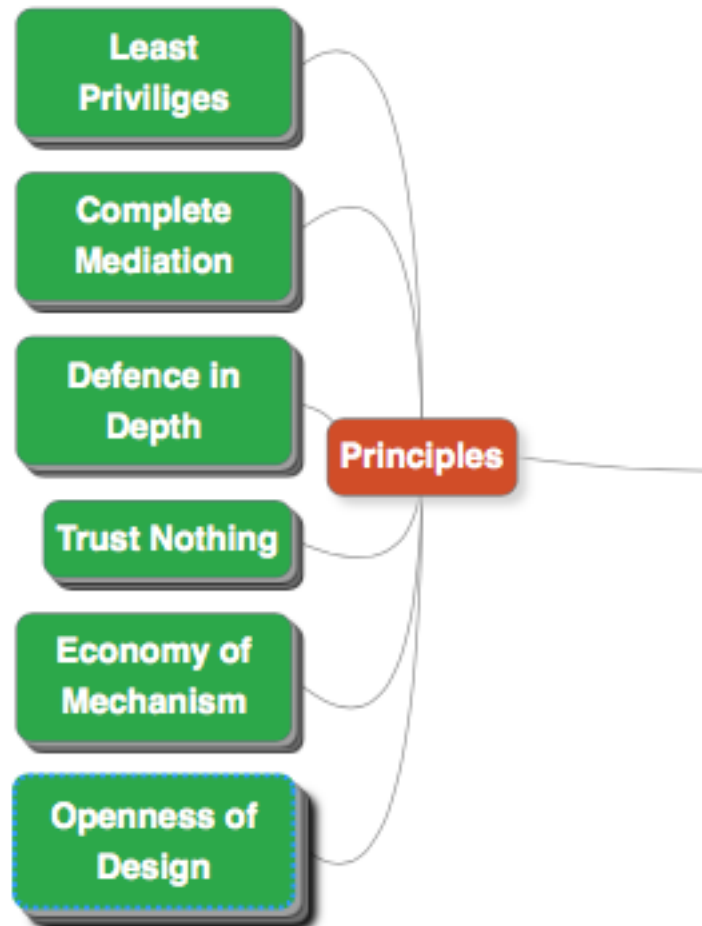 Least
Priviliges
Complete
Mediation
Defence in
Depth
Principles
Trust Nothing
Economy of
Mechanism
Openness of
Design